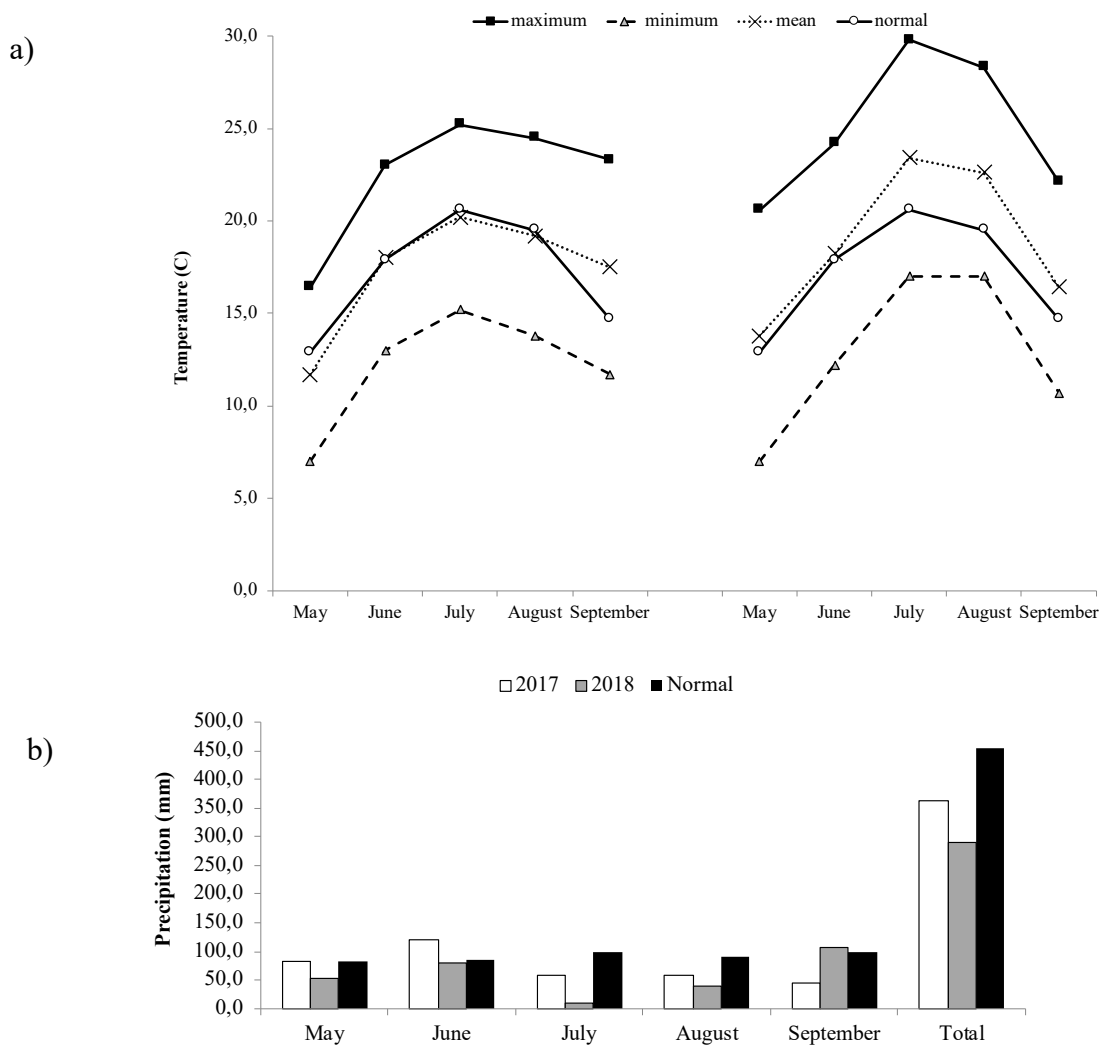 maximum minimum mean normal
a)
30,0
25,0
20,0
15,0
10,0
5,0
0,0
Temperature (C)
May June July August September May June July August September
2017 2018 Normal
b)
500,0
450,0
400,0
350,0
300,0
250,0
200,0
150,0
100,0
50,0
0,0
Precipitation (mm)
May June July August September Total